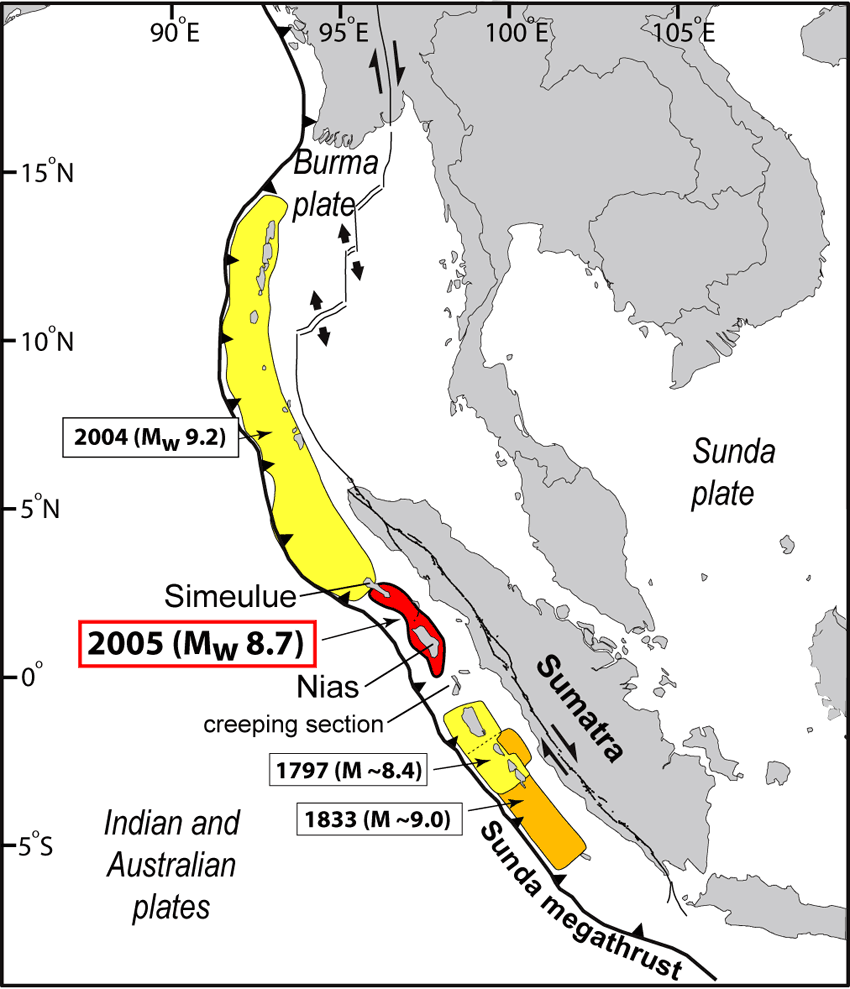 90°E 95°E 100°E 105°E
15°N
Burma
plate
10°N
2004 (Mw 9.2)
Sunda
plate
5°N
Simeulue
2005 (Mw 8.7)
0°
Nias
creeping section
Sumatra
1797 (M ~8.4)
1833 (M ~9.0)
Indian and
Australian
plates
5°S
Sunda megathrust